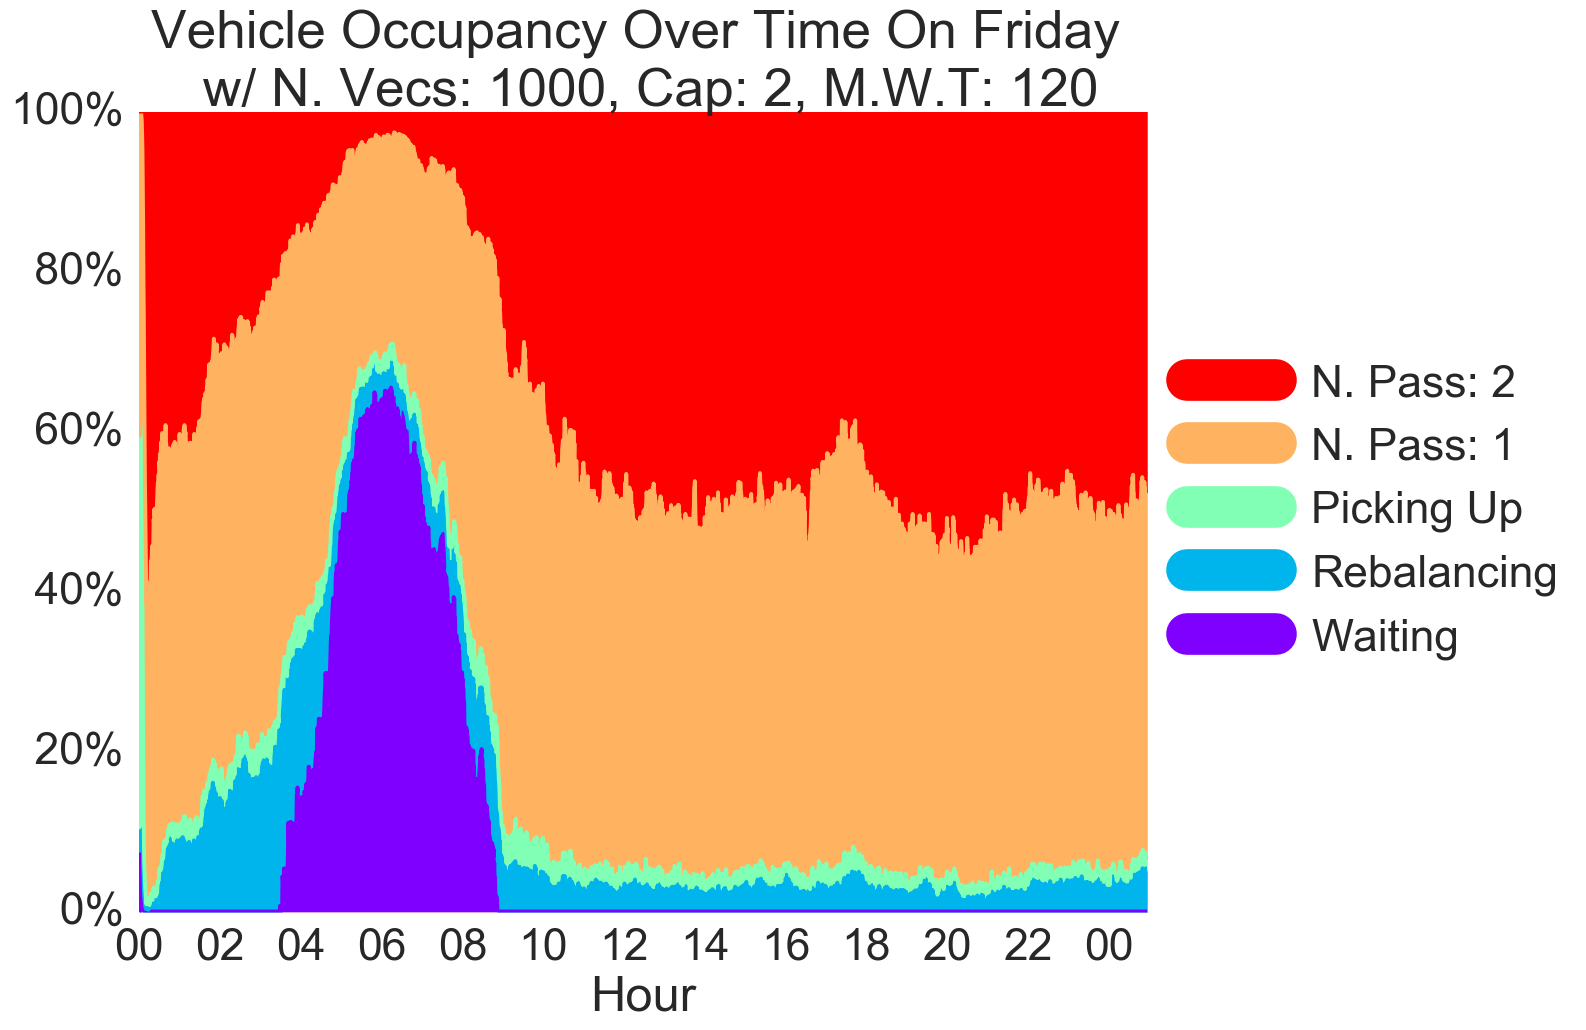 Vehicle Occupancy Over Time On Friday
w/ N. Vecs: 1000, Cap: 2, M.W.T: 120
100%
80%
60%
40%
20%
0%
00 02 04 06 08 10 12 14 16 18 20 22 00
Hour
N. Pass: 2
N. Pass: 1
Picking Up
Rebalancing
Waiting